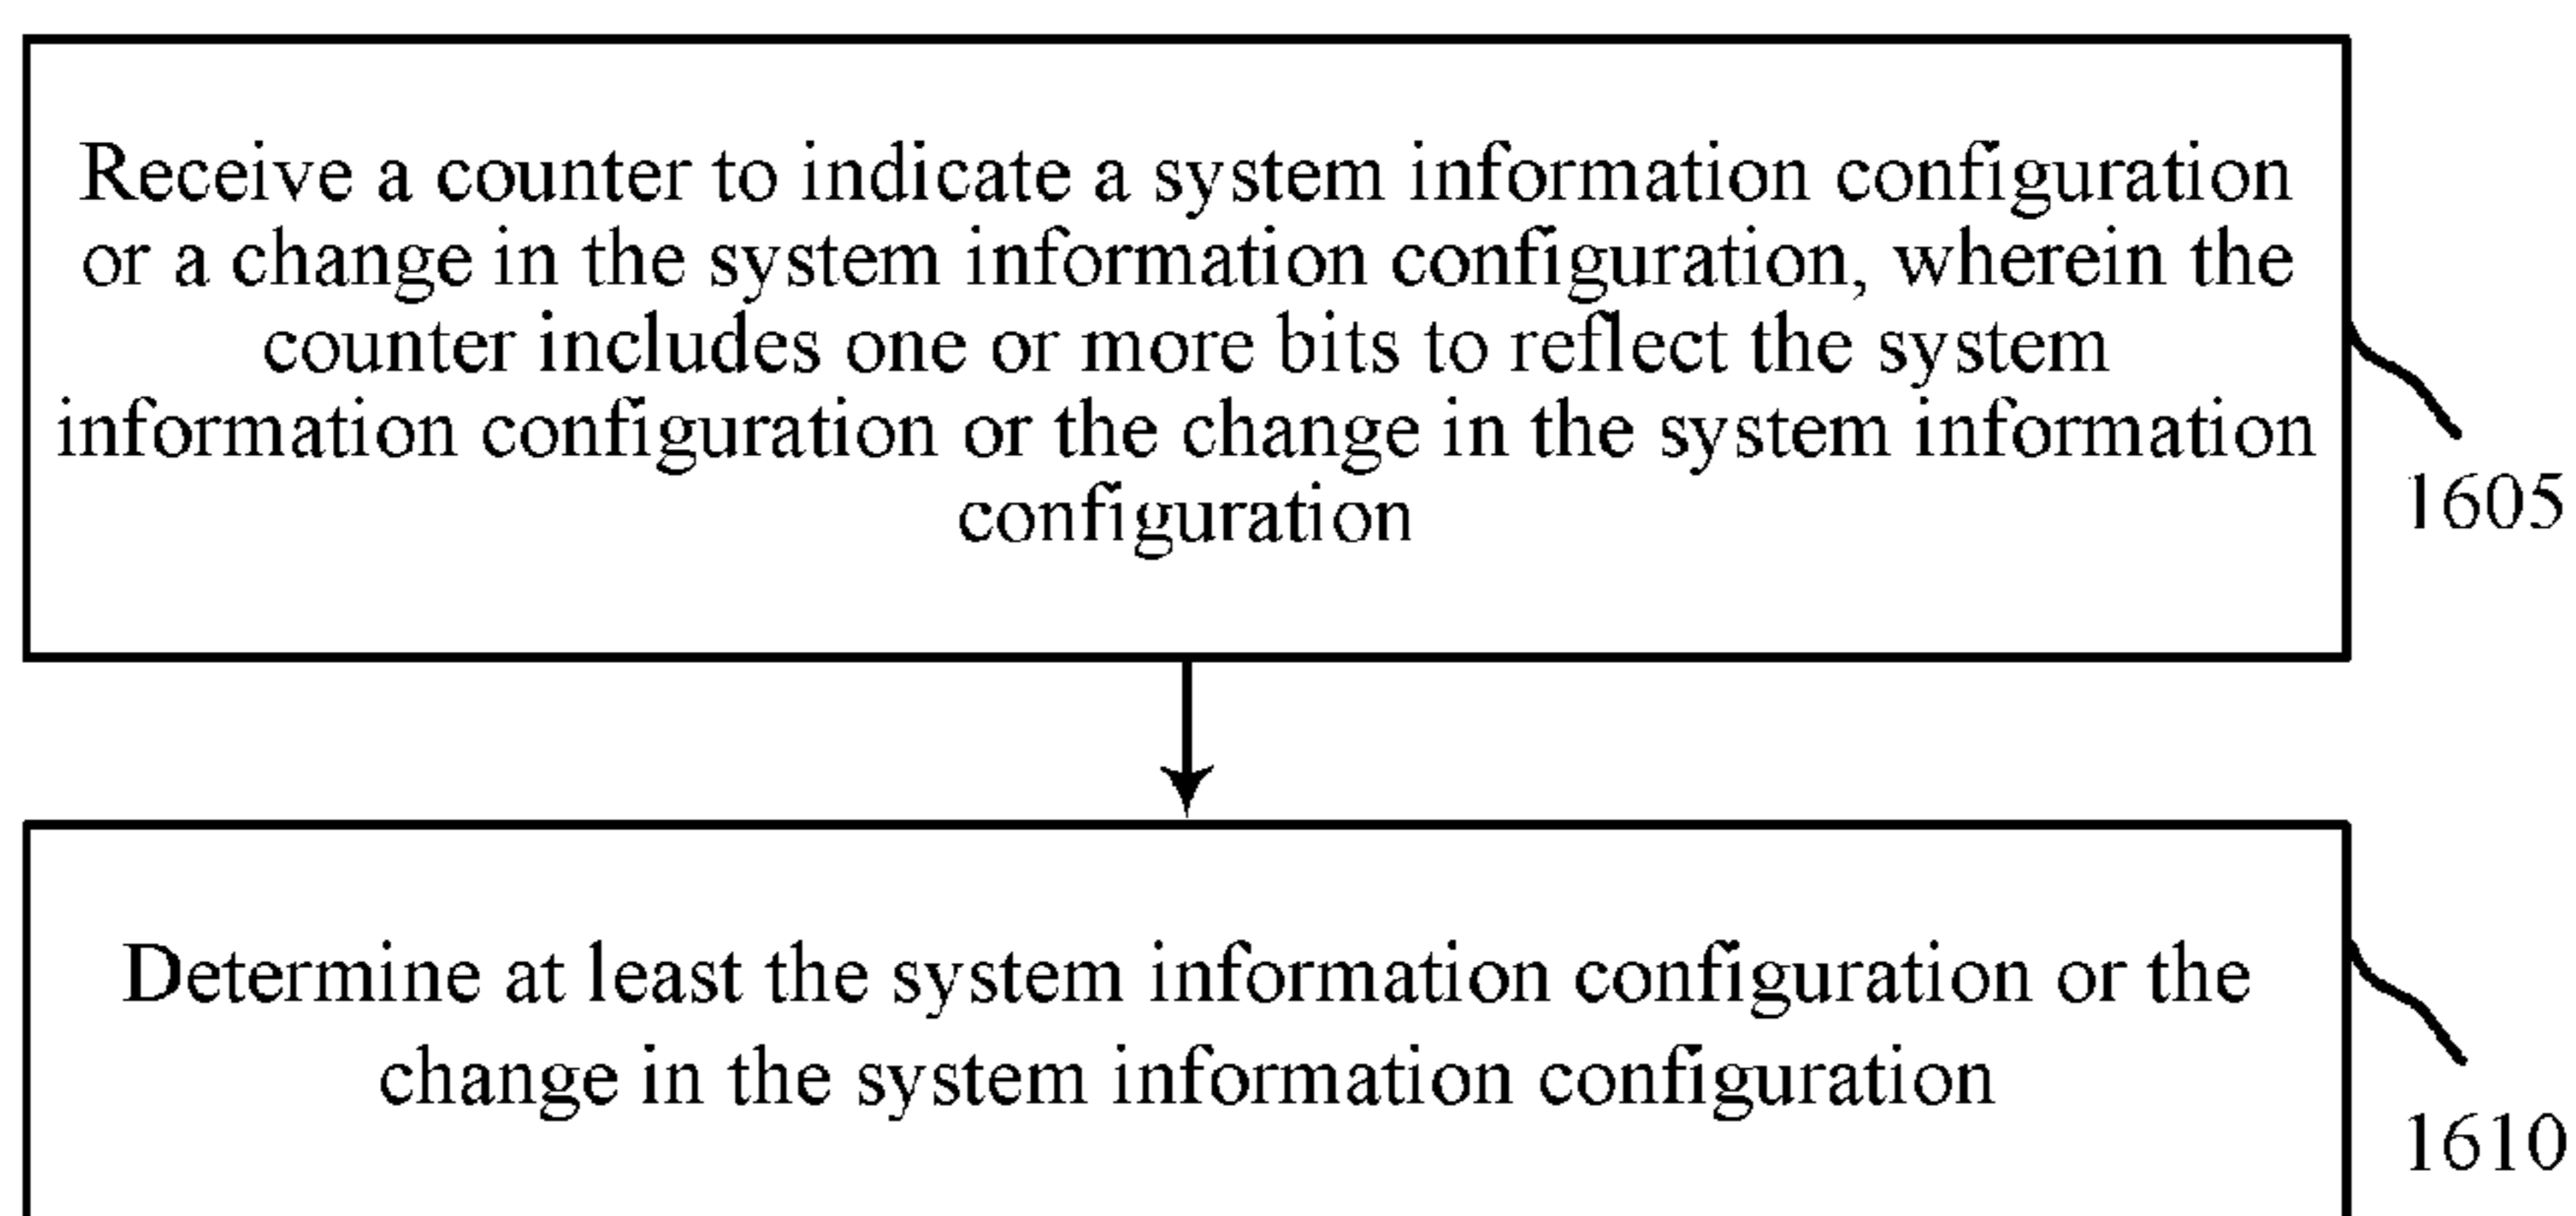 Receive a counter to indicate a system information configuration
or a change in the system information configuration, wherein the
counter includes one or more bits to reflect the system
information configuration or the change in the system information
configuration
1605
Determine at least the system information configuration or the
change in the system information configuration
1610